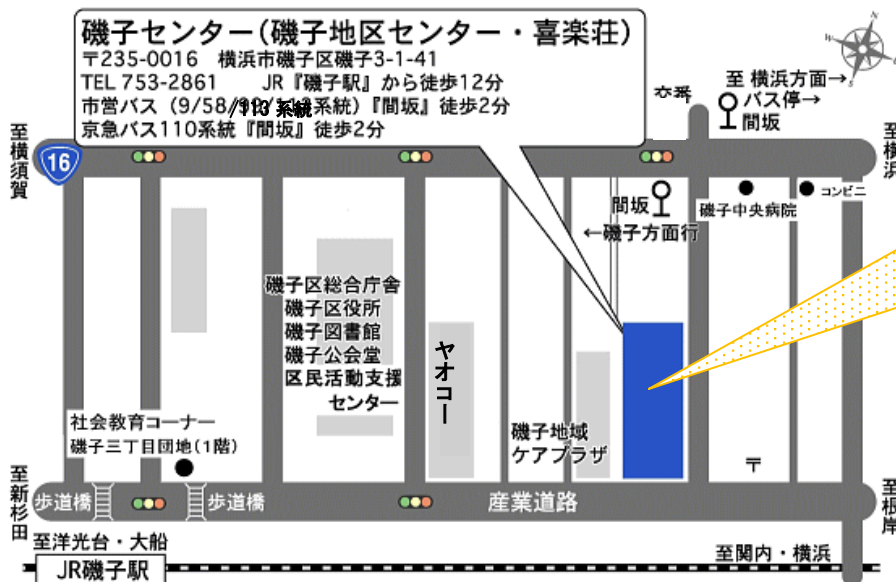 磯子センター(磯子地区センター・喜楽荘)
〒235-0016 横浜市磯子区磯子3-1-41
TEL 753-2861 JR『磯子駅』から徒歩12分
市営バス(9/58/ /113 系統)『間坂』徒歩2分
京急バス110系統『間坂』徒歩2分
N
W
S
交番
至 横浜方面→
バス停→
間坂
至横須賀
16
至横浜
間坂
←磯子方面行
磯子中央病院
コンビニ
磯子区総合庁舎
磯子区役所
磯子図書館
磯子公会堂
区民活動支援
センター
ヤオコー
磯子地域
ケアプラザ
社会教育コーナー
磯子三丁目団地(1階)
〒
至新杉田
歩道橋
歩道橋
産業道路
至根岸
至洋光台・大船
至関内・横浜
JR磯子駅